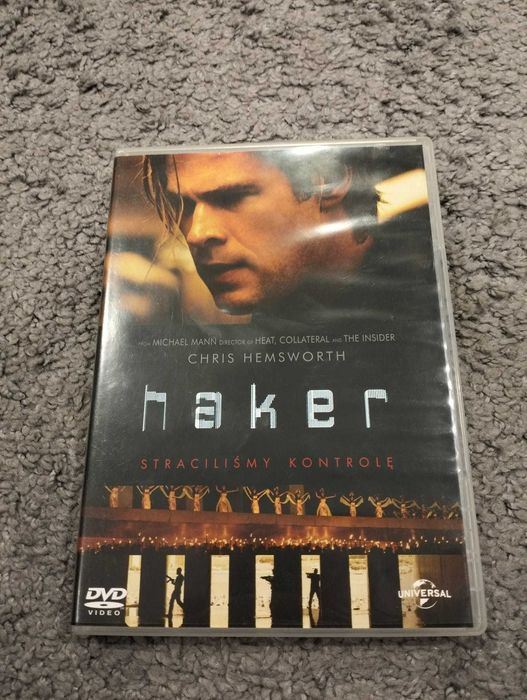 FROM MICHAEL MANN DIRECTOR OF HEAT, COLLATERAL AND THE INSIDER
CHRIS HEMSWORTH
haker
STRACILIŚMY KONTROLĘ
DVD
VIDEO
UNIVERSAL